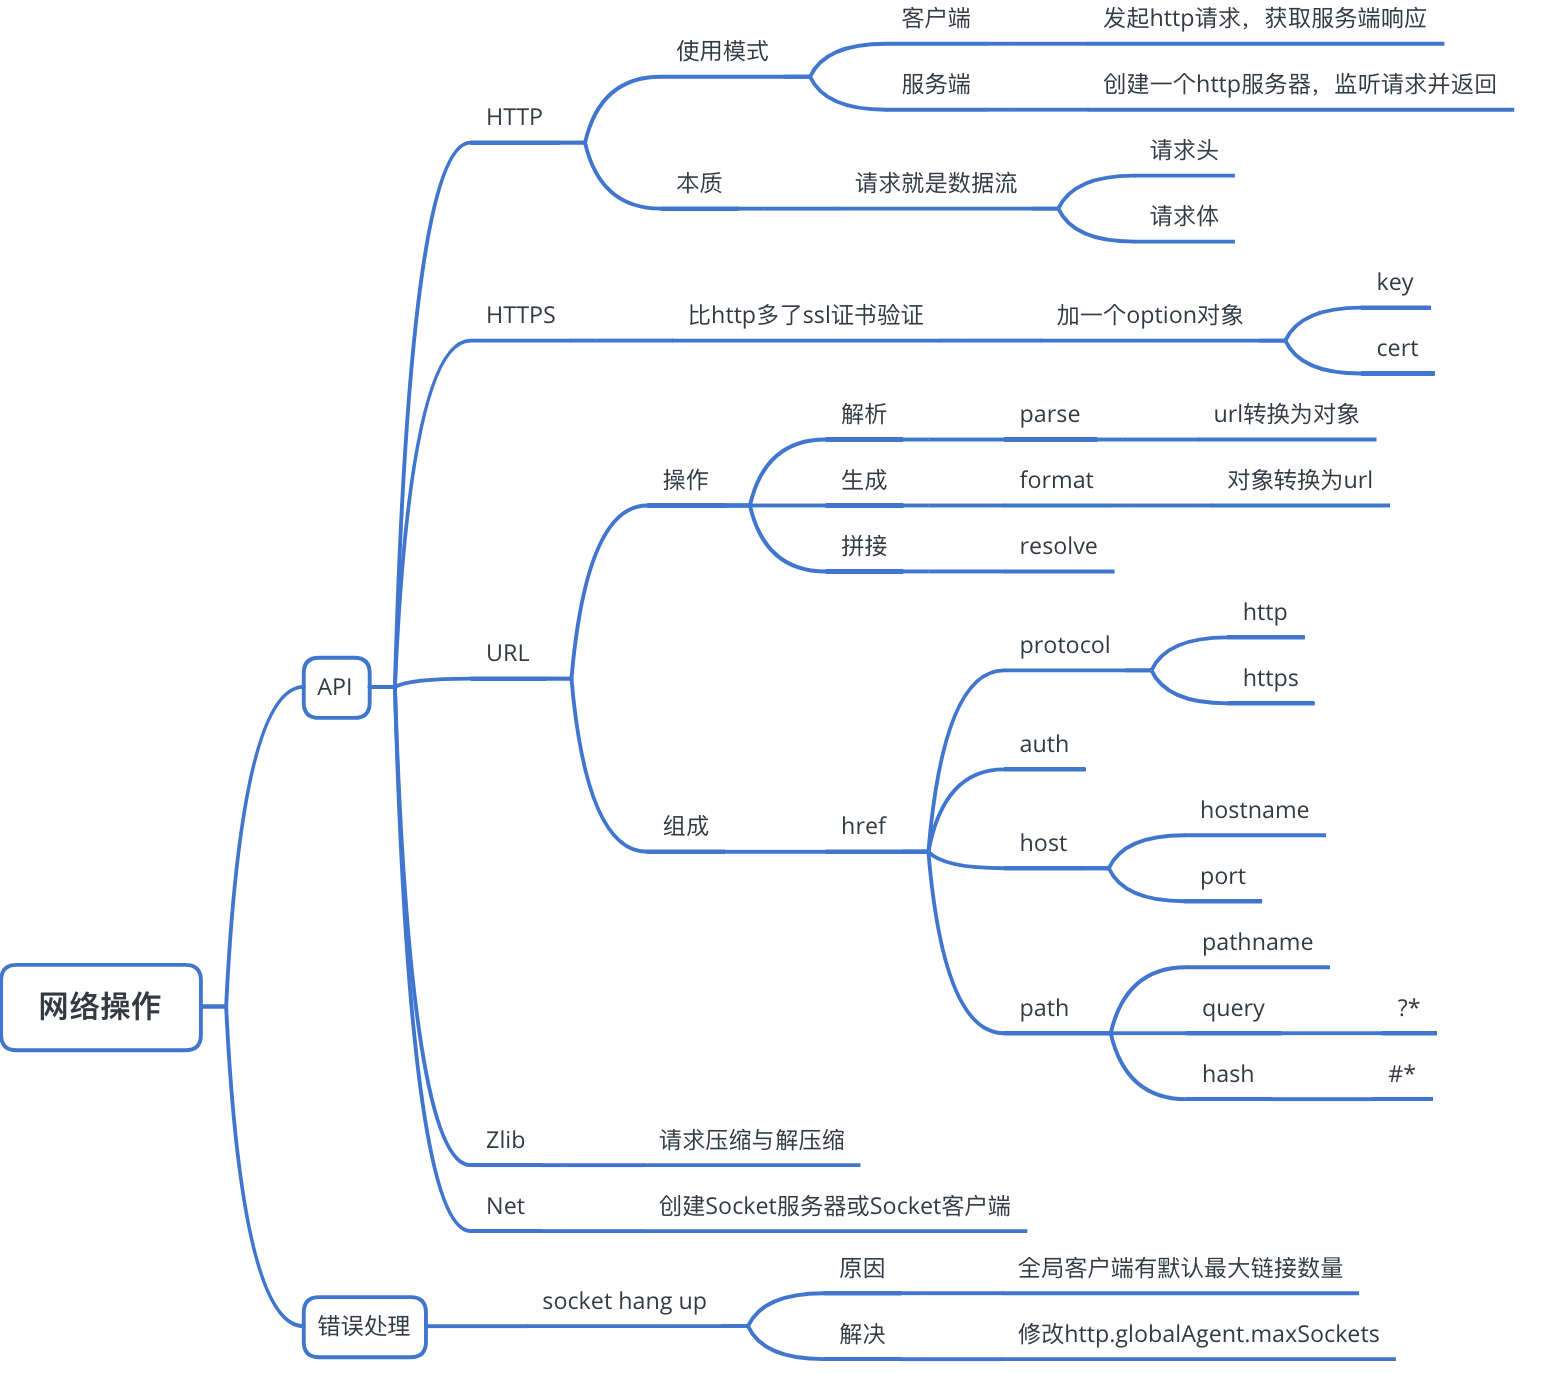 网络操作
API
HTTP
使用模式
客户端
发起http请求，获取服务端响应
服务端
创建一个http服务器，监听请求并返回
本质
请求就是数据流
请求头
请求体
HTTPS
比http多了ssl证书验证
加一个option对象
key
cert
URL
操作
解析
parse
url转换为对象
生成
format
对象转换为url
拼接
resolve
组成
href
protocol
http
https
auth
host
hostname
port
path
pathname
query
?*
hash
#*
Zlib
请求压缩与解压缩
Net
创建Socket服务器或Socket客户端
错误处理
socket hang up
原因
全局客户端有默认最大链接数量
解决
修改http.globalAgent.maxSockets